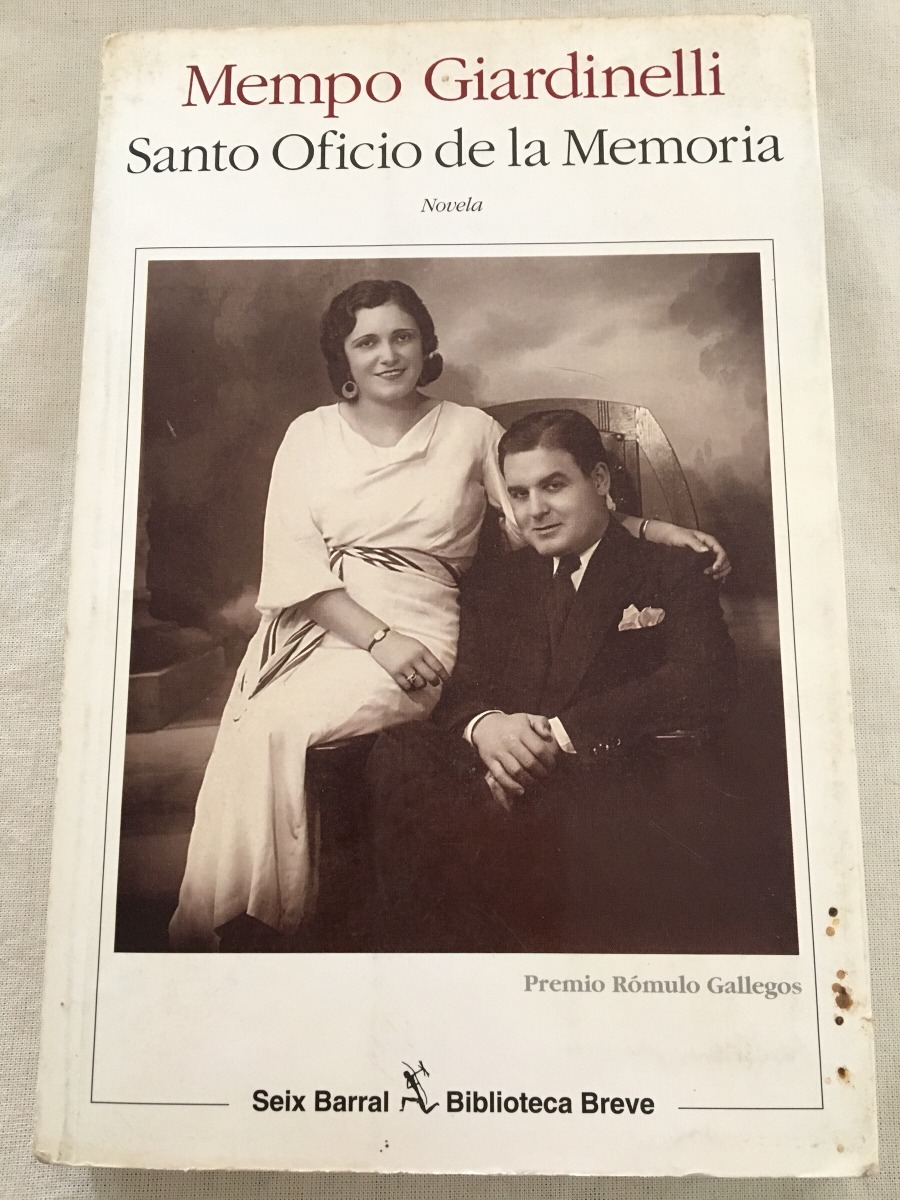 Mempo Giardinelli
Santo Oficio de la Memoria
Novela
Premio Rómulo Gallegos
Seix Barral Biblioteca Breve